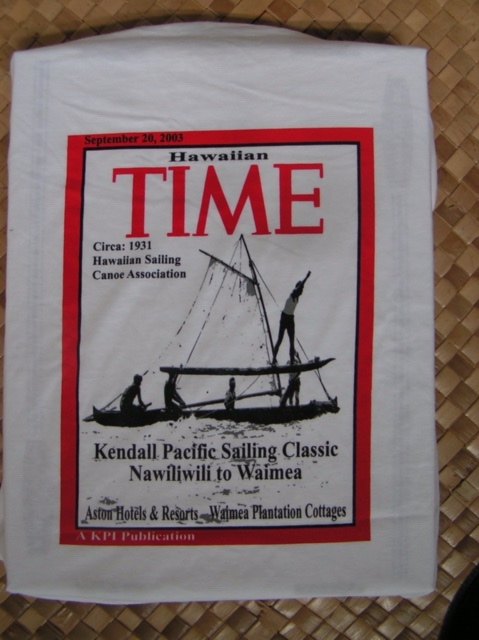 September 20, 2003
Hawaiian
TIME
Circa: 1931
Hawaiian Sailing
Canoe Association
Kendall Pacific Sailing Classic
Nawiliwili to Waimea
Aston Hotels & Resorts Waimea Plantation Cottages
A KPI Publication